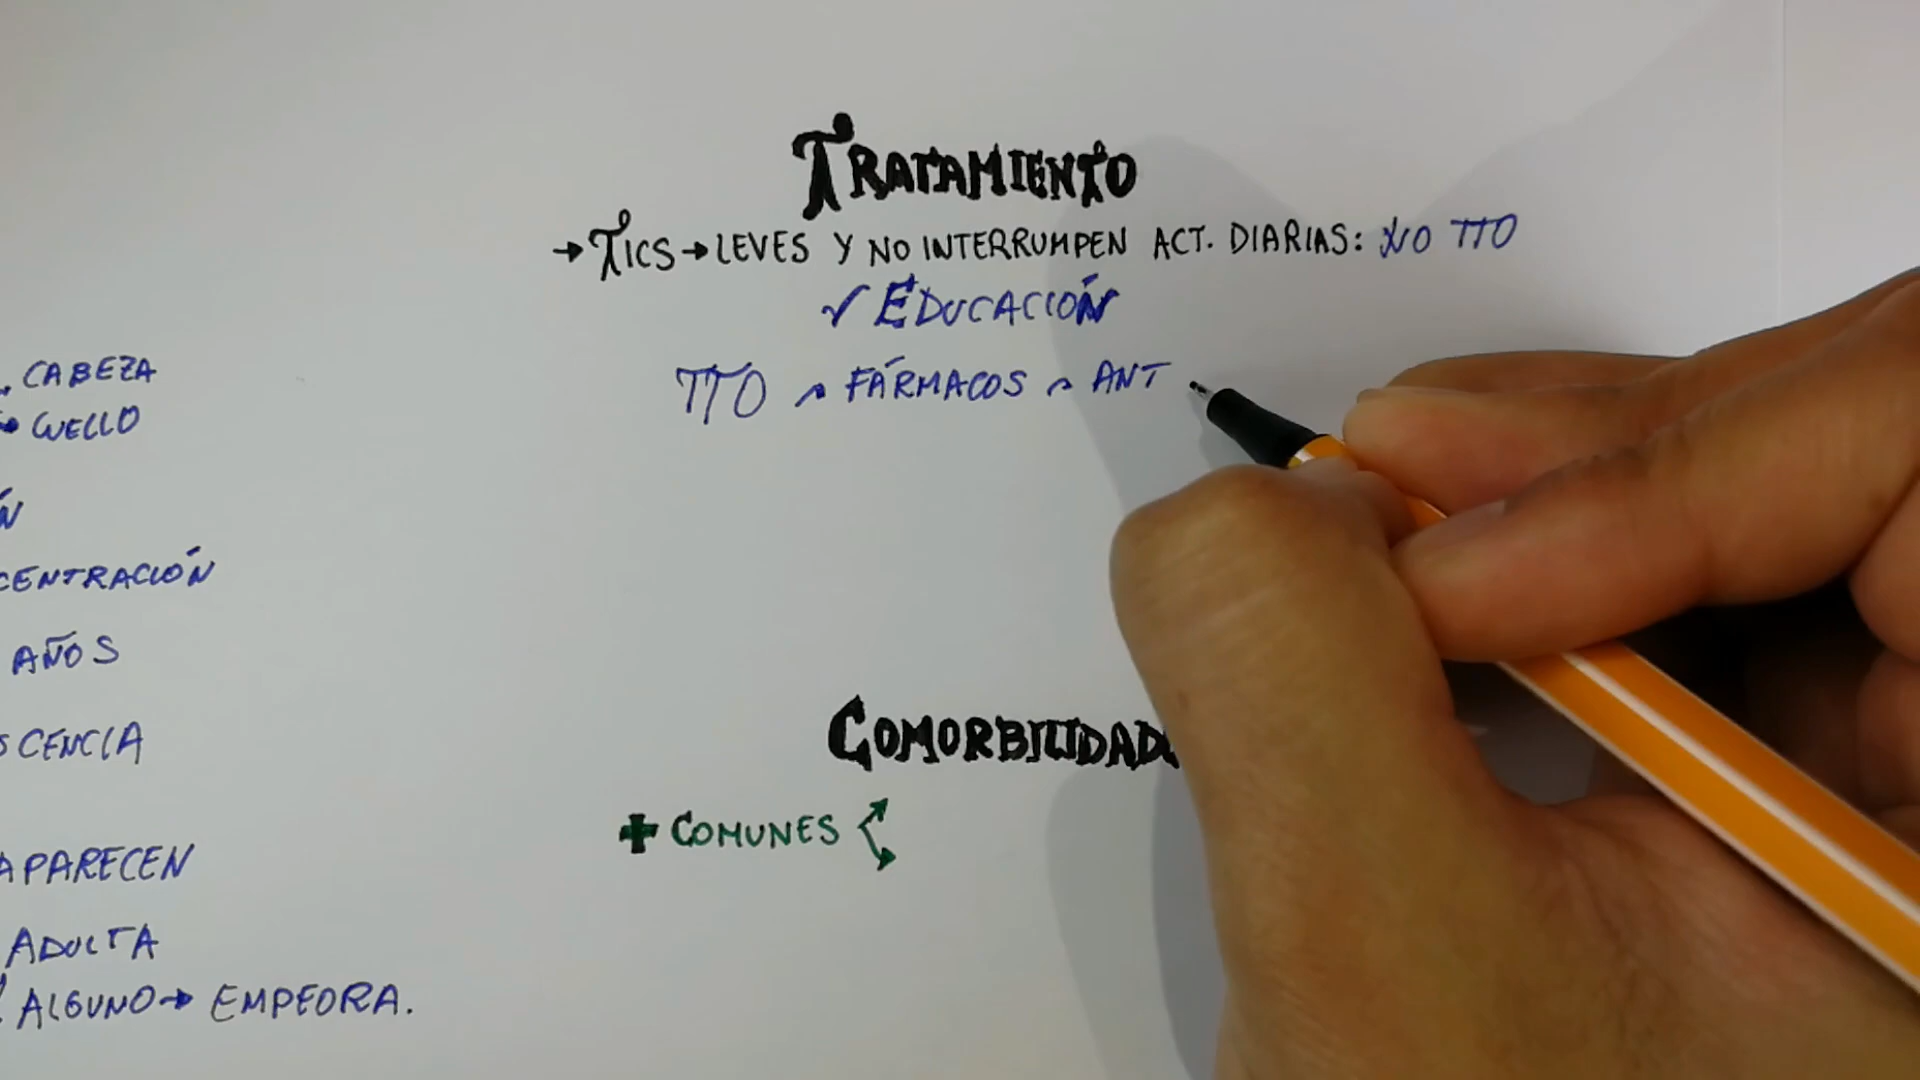 TRATAMIENTO
→ TICS → LEVES Y NO INTERRUMPEN ACT. DIARIAS: NO TTO
✓ EDUCACIÓN
TTO → FÁRMACOS → ANT
CABEZA
→ CUELLO
ÓN
CENTRACIÓN
AÑOS
SCENCIA
APARECEN
ADULTA
ALGUNO → EMPEORA.
COMORBILIDAD
+ COMUNES